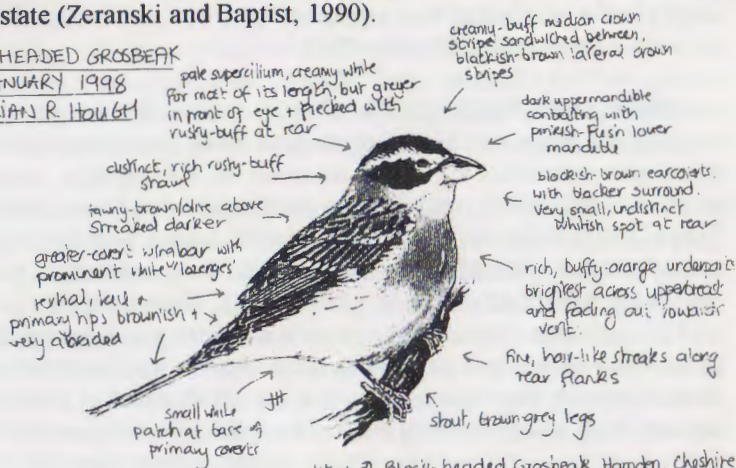 state (Zeranski and Baptist, 1990).
HEADED GROSBEAK
NUARY 1998
IAN R HOUGH
creamy-buff median crown
stripe sandwiched between,
blackish-brown lateral crown
stripes
pale supercilium, creamy white
for most of its length, but greyer
in front of eye + flecked with
rusty-buff at rear
dark uppermandible
contrasting with
pinkish lower
mandible
distinct, rich rusty-buff
shawl
blackish-brown earcoverts
with blacker surround.
Very small, undistinct
whitish spot at rear
tawny-brown/olive above
streaked darker
greater-covert wingbar with
prominent white 'lozenges'
rich, buffy-orange underparts
brightest across upperbreast
and fading out towards
vent.
tertial, tail +
primary tips brownish +
very abraded
fine, hair-like streaks along
rear flanks
small white
patch at base of
primary coverts
JH
stout, brown-grey legs
Black-headed Grosbeak, Hamden, Cheshire